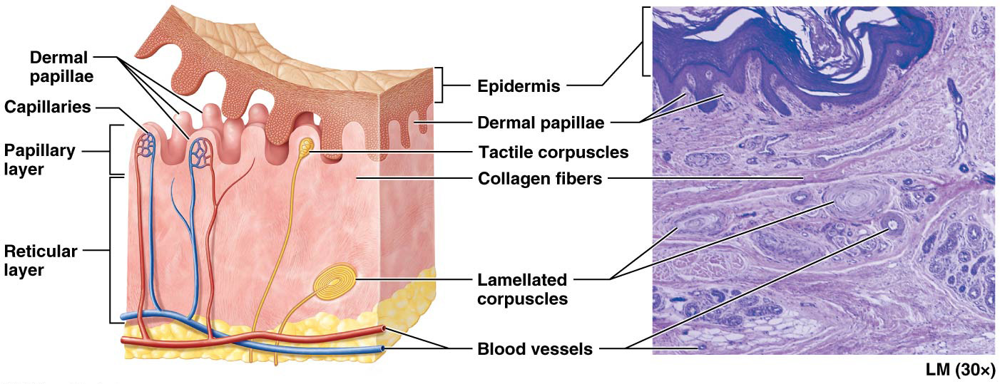 Dermal
papillae
Capillaries
Papillary
layer
Reticular
layer
Epidermis
Dermal papillae
Tactile corpuscles
Collagen fibers
Lamellated
corpuscles
Blood vessels
LM (30×)